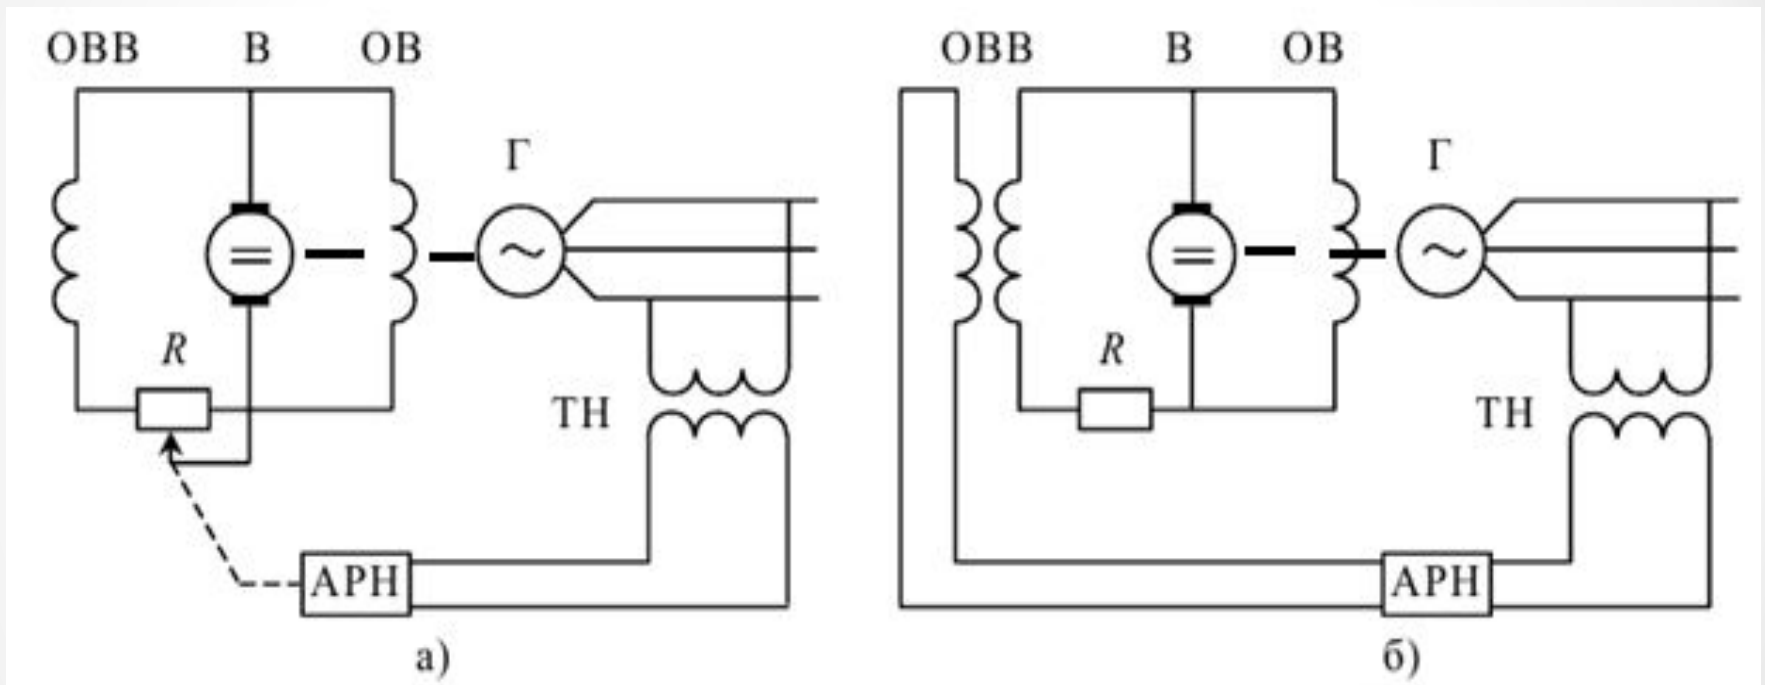 ОВВ В ОВ
Г
R
ТН
АРН
а)
ОВВ В ОВ
Г
R
ТН
АРН
б)